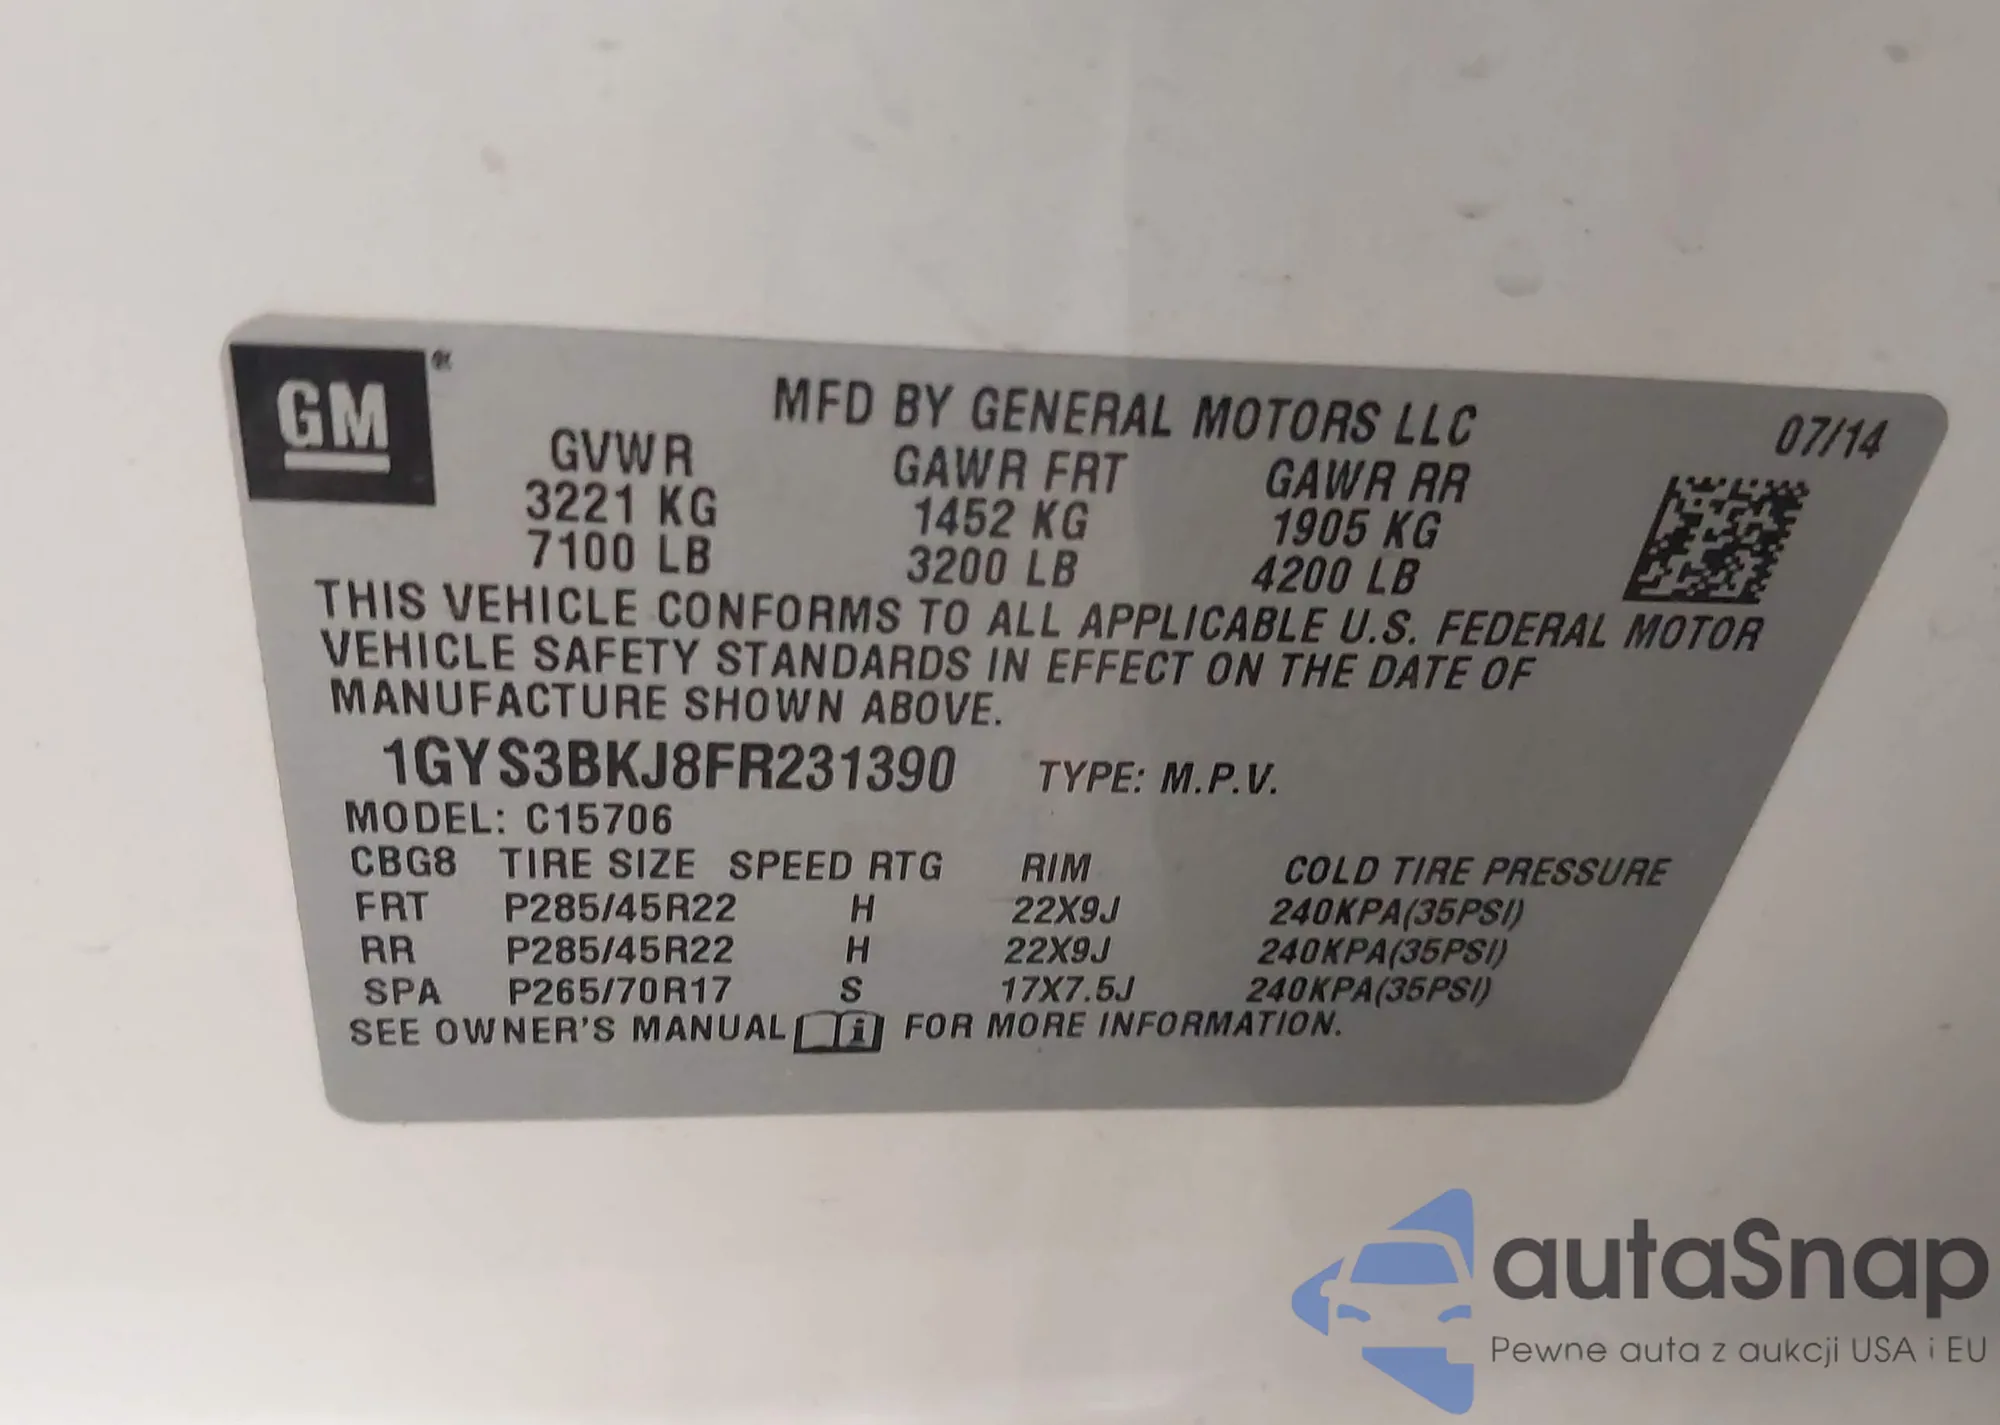 GM
MFD BY GENERAL MOTORS LLC 07/14
GVWR GAWR FRT GAWR RR
3221 KG 1452 KG 1905 KG
7100 LB 3200 LB 4200 LB
THIS VEHICLE CONFORMS TO ALL APPLICABLE U.S. FEDERAL MOTOR
VEHICLE SAFETY STANDARDS IN EFFECT ON THE DATE OF
MANUFACTURE SHOWN ABOVE.
1GYS3BKJ8FR231390 TYPE: M.P.V.
MODEL: C15706
CBG8 TIRE SIZE SPEED RTG RIM COLD TIRE PRESSURE
FRT P285/45R22 H 22X9J 240KPA(35PSI)
RR P285/45R22 H 22X9J 240KPA(35PSI)
SPA P265/70R17 S 17X7.5J 240KPA(35PSI)
SEE OWNER'S MANUAL i FOR MORE INFORMATION.
autaSnap
Pewne auta z aukcji USA i EU